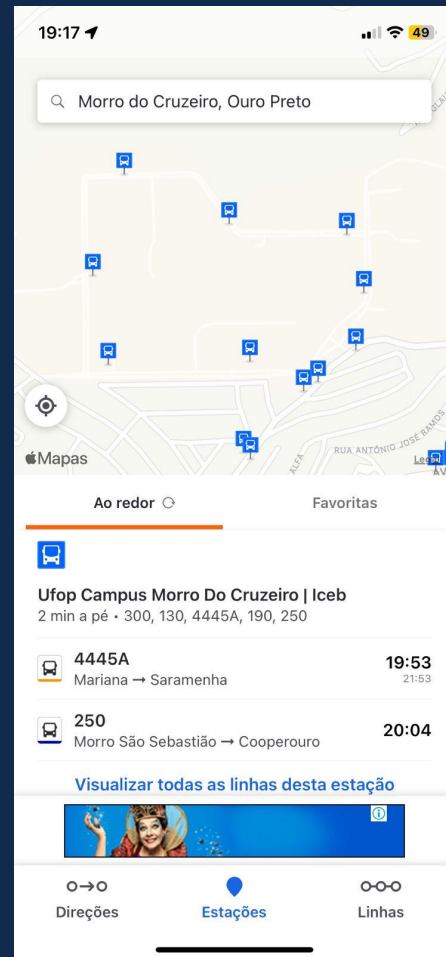 19:17
49
Morro do Cruzeiro, Ouro Preto
ALFA
RUA ANTÔNIO JOSÉ RAMOS
Mapas
Ao redor
Favoritas
Ufop Campus Morro Do Cruzeiro | Iceb
2 min a pé • 300, 130, 4445A, 190, 250
4445A
19:53
Mariana → Saramenha
21:53
250
20:04
Morro São Sebastião → Cooperouro
Visualizar todas as linhas desta estação
Direções
Estações
Linhas